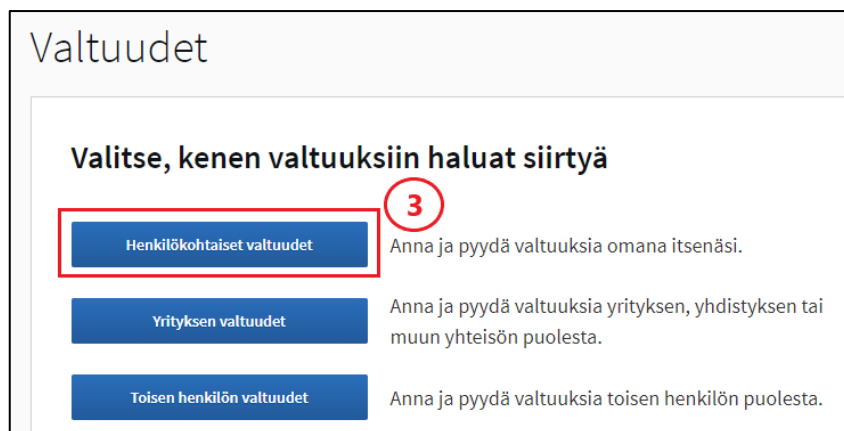 Valtuudet
Valitse, kenen valtuuksiin haluat siirtyä
3
Henkilökohtaiset valtuudet
Anna ja pyydä valtuuksia omana itsenäsi.
Yrityksen valtuudet
Anna ja pyydä valtuuksia yrityksen, yhdistyksen tai
muun yhteisön puolesta.
Toisen henkilön valtuudet
Anna ja pyydä valtuuksia toisen henkilön puolesta.